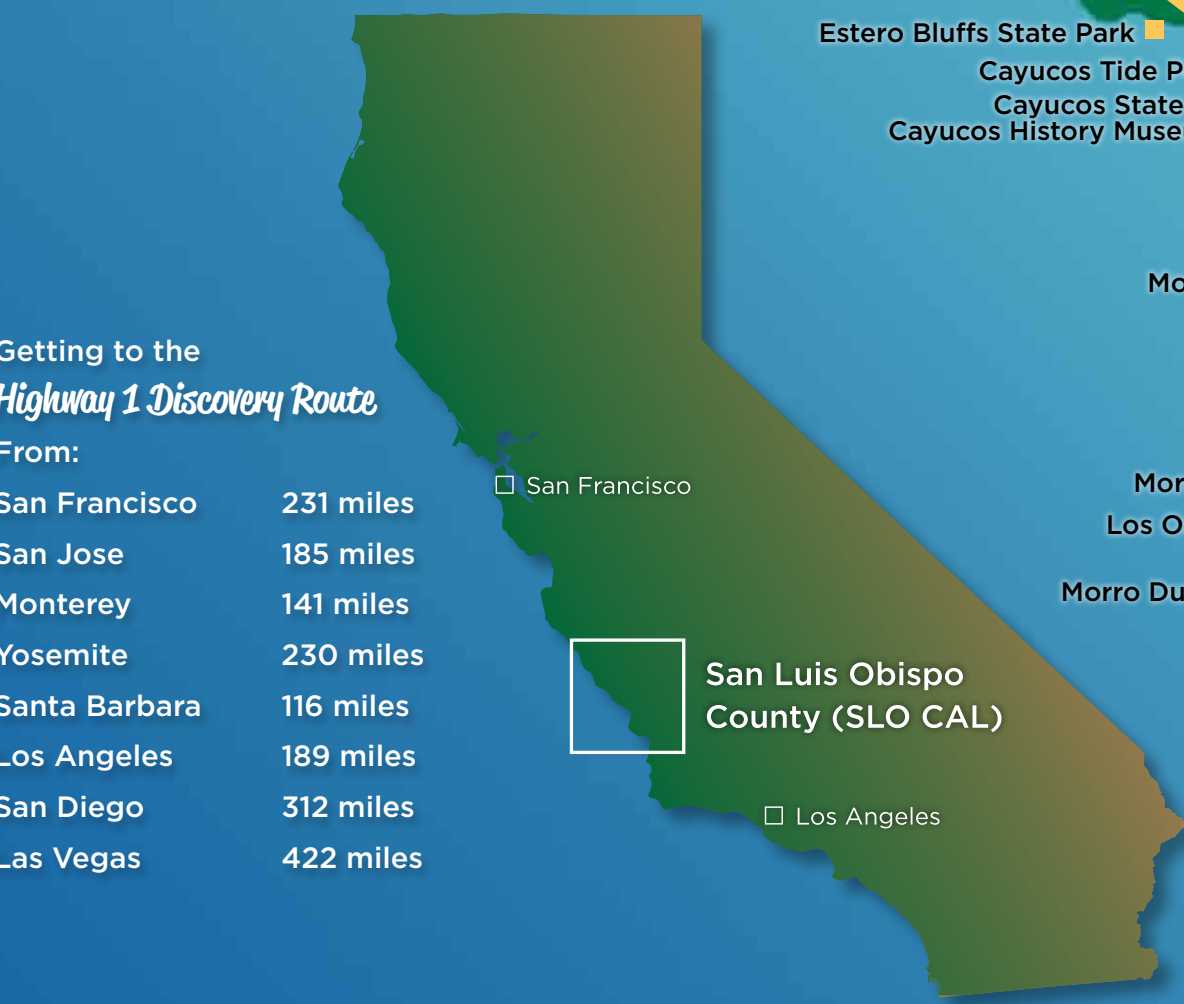 Estero Bluffs State Park
Cayucos Tide
Cayucos State
Cayucos History
Getting to the
Highway 1 Discovery Route
From:
San Francisco 231 miles
San Jose 185 miles
Monterey 141 miles
Yosemite 230 miles
Santa Barbara 116 miles
Los Angeles 189 miles
San Diego 312 miles
Las Vegas 422 miles
San Francisco
San Luis Obispo
County (SLO CAL)
Los Angeles
Los
Morro